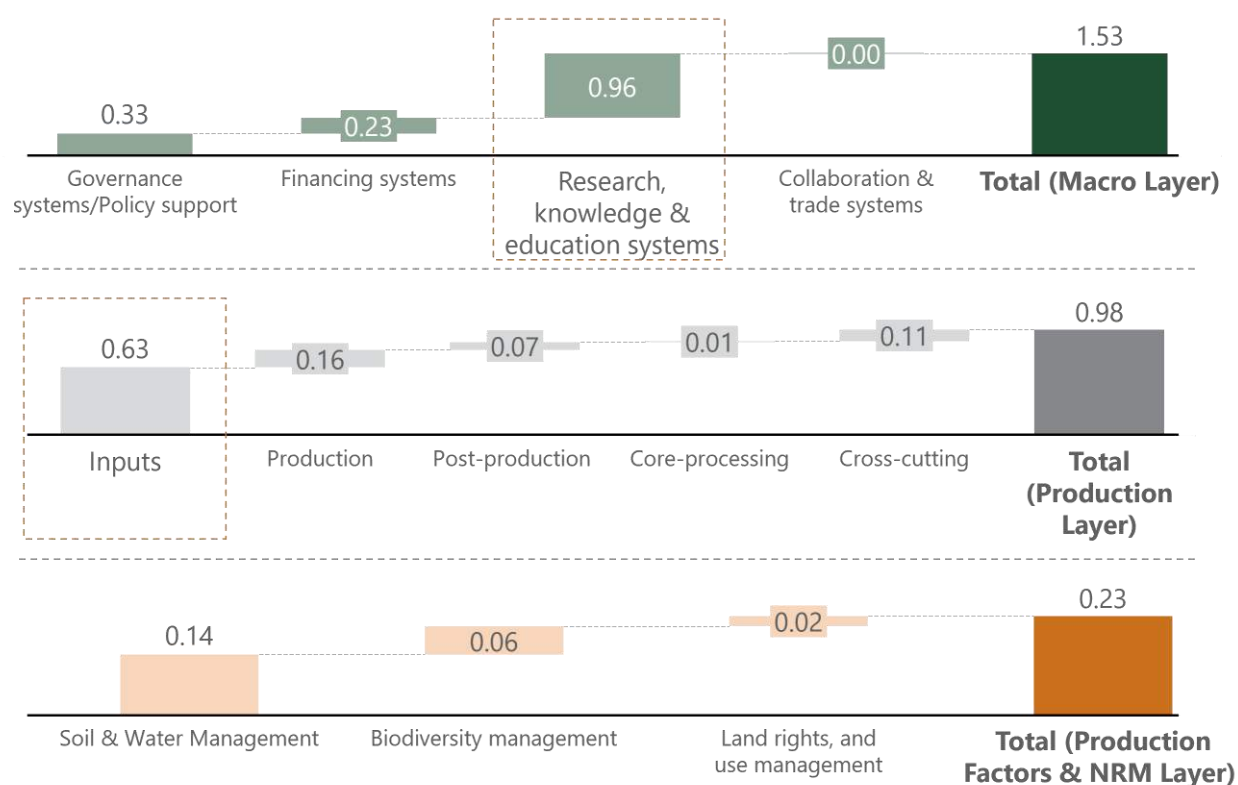 0.33
0.23
0.96
0.00
1.53
Governance
systems/Policy support
Financing systems
Research,
knowledge &
education systems
Collaboration &
trade systems
Total (Macro Layer)
0.63
0.16
0.07
0.01
0.11
0.98
Inputs
Production
Post-production
Core-processing
Cross-cutting
Total
(Production
Layer)
0.14
0.06
0.02
0.23
Soil & Water Management
Biodiversity management
Land rights, and
use management
Total (Production
Factors & NRM Layer)